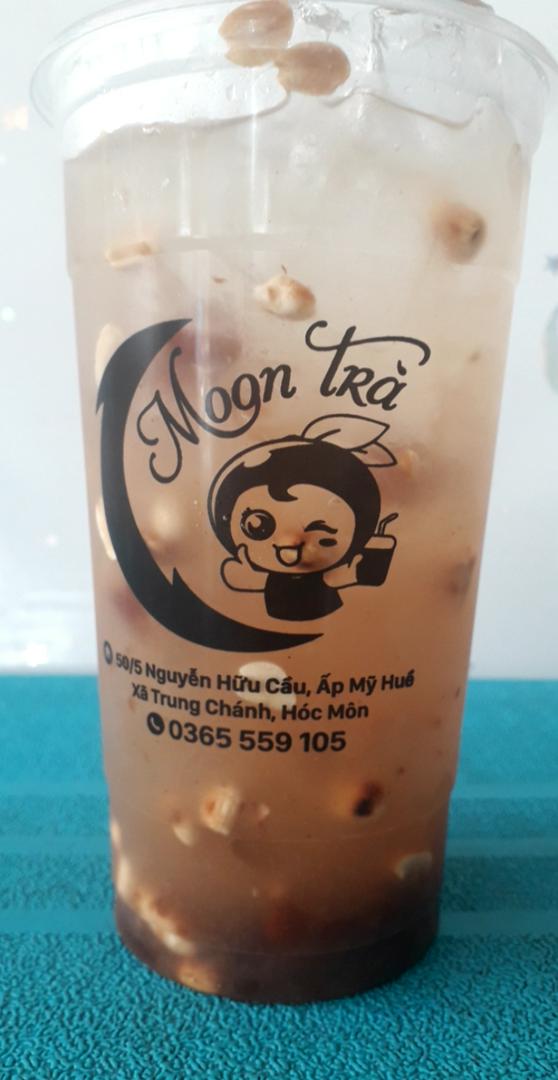 Moon Trà
50/5 Nguyễn Hữu Cầu, Ấp Mỹ Huề
Xã Trung Chánh, Hóc Môn
0365 559 105